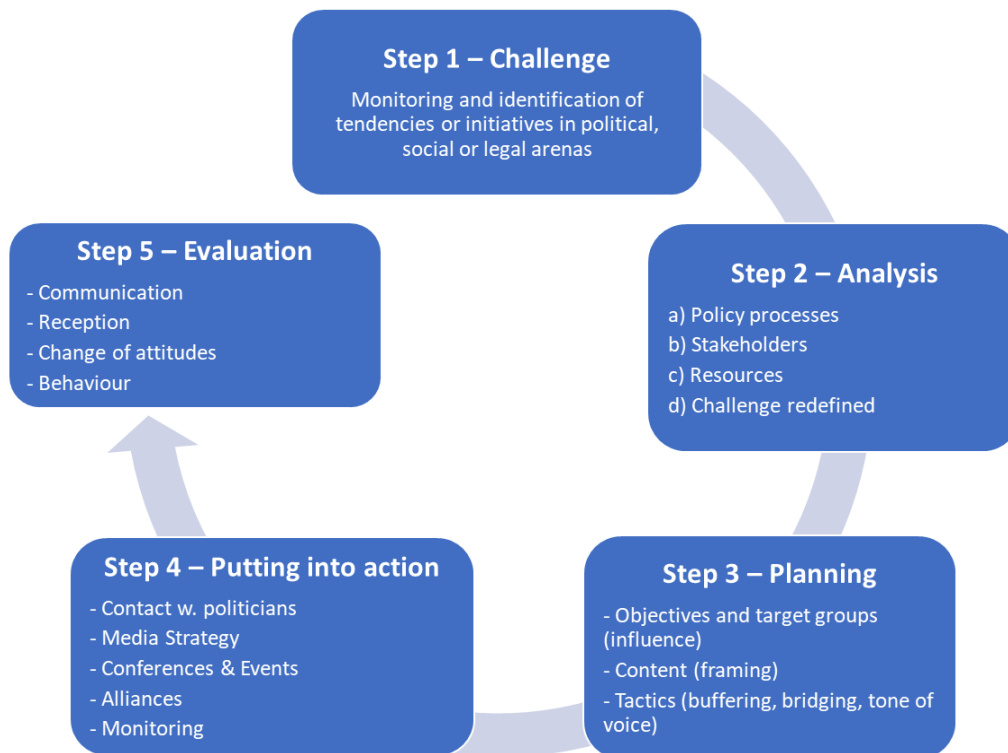 Step 1 – Challenge
Monitoring and identification of
tendencies or initiatives in political,
social or legal arenas
Step 2 – Analysis
a) Policy processes
b) Stakeholders
c) Resources
d) Challenge redefined
Step 3 – Planning
- Objectives and target groups
(influence)
- Content (framing)
- Tactics (buffering, bridging, tone of
voice)
Step 4 – Putting into action
- Contact w. politicians
- Media Strategy
- Conferences & Events
- Alliances
- Monitoring
Step 5 – Evaluation
- Communication
- Reception
- Change of attitudes
- Behaviour